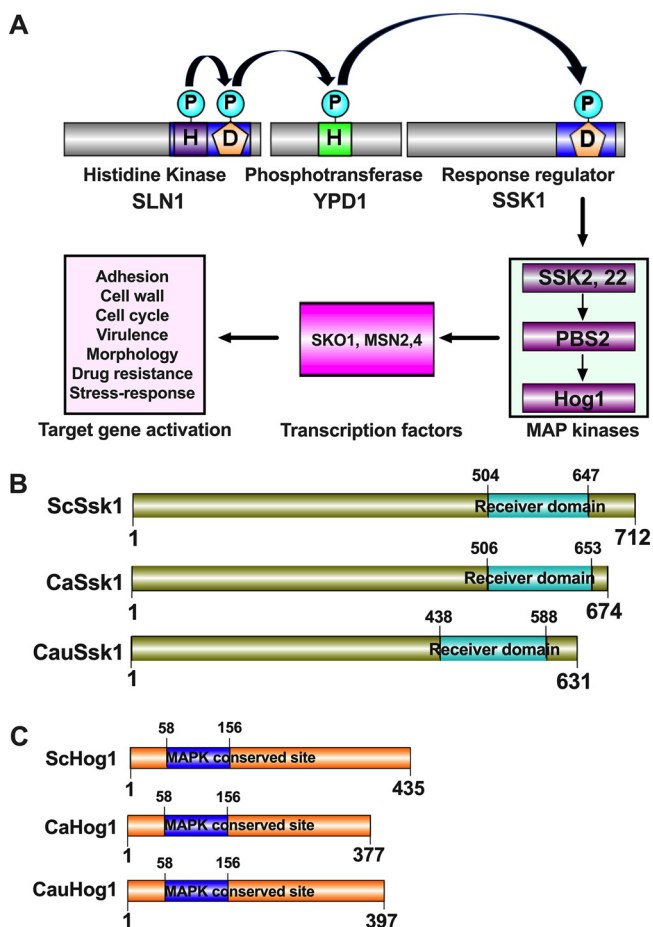 A
P P P P
H D H D
Histidine Kinase Phosphotransferase Response regulator
SLN1 YPD1 SSK1
Adhesion
Cell wall
Cell cycle
Virulence
Morphology
Drug resistance
Stress-response
SKO1, MSN2,4
SSK2, 22
PBS2
Hog1
Target gene activation Transcription factors MAP kinases
B
504 647
ScSsk1 Receiver domain
1 712
506 653
CaSsk1 Receiver domain
1 674
438 588
CauSsk1 Receiver domain
1 631
C
58 156
ScHog1 MAPK conserved site
1 435
58 156
CaHog1 MAPK conserved site
1 377
58 156
CauHog1 MAPK conserved site
1 397